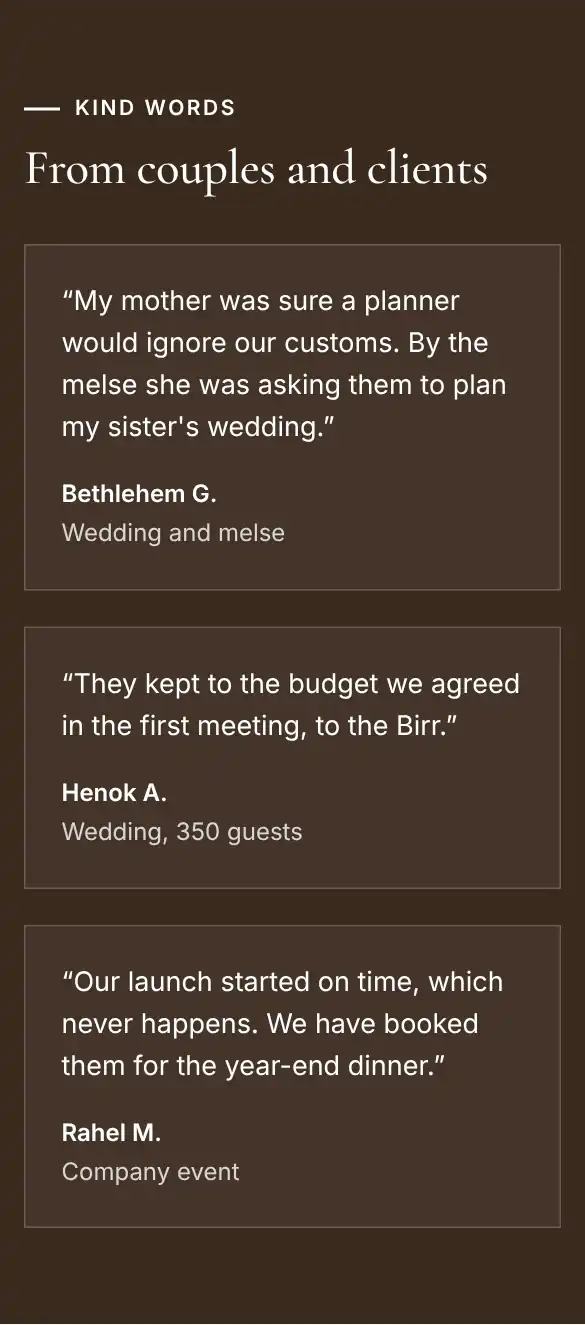 KIND WORDS
From couples and clients
“My mother was sure a planner
would ignore our customs. By the
melse she was asking them to plan
my sister's wedding.”
Bethlehem G.
Wedding and melse
“They kept to the budget we agreed
in the first meeting, to the Birr.”
Henok A.
Wedding, 350 guests
“Our launch started on time, which
never happens. We have booked
them for the year-end dinner.”
Rahel M.
Company event